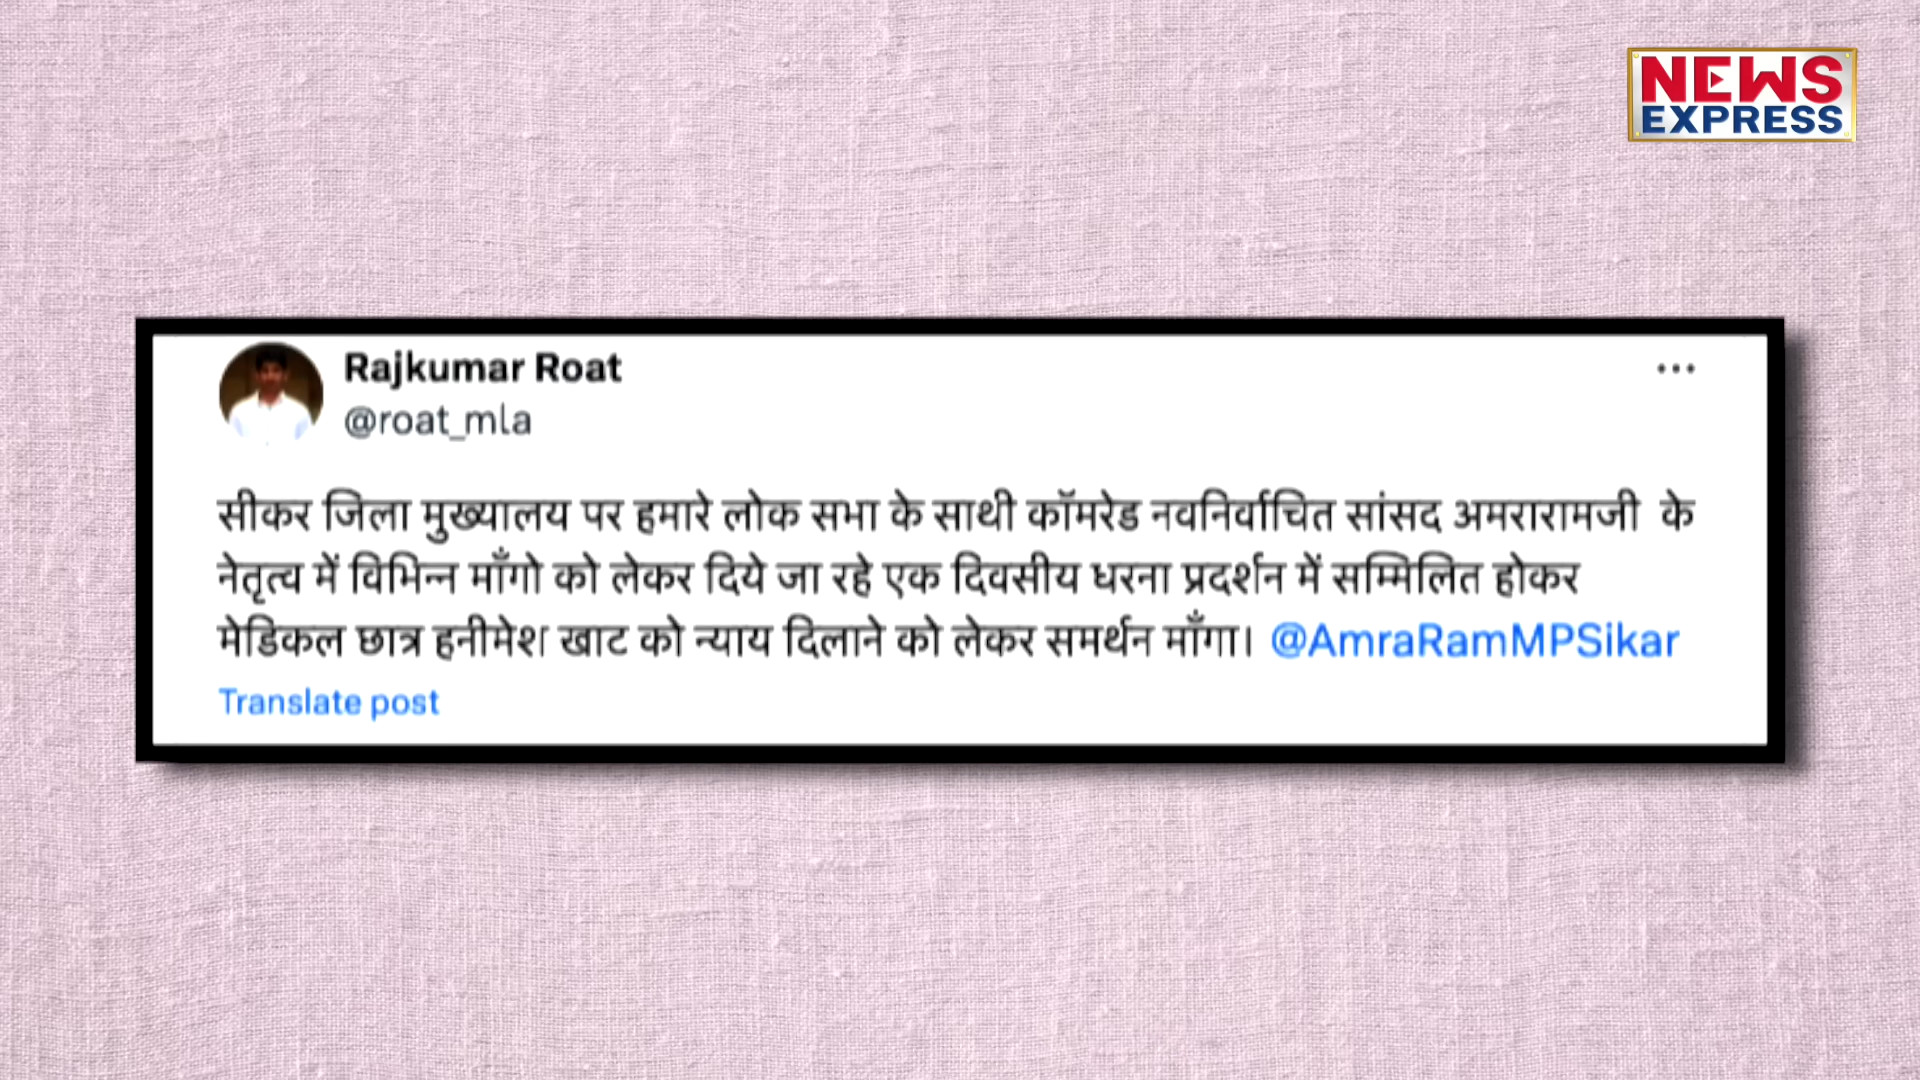 NEWS
EXPRESS
Rajkumar Roat
@roat_mla
सीकर जिला मुख्यालय पर हमारे लोक सभा के साथी कॉमरेड नवनिर्वाचित सांसद अमरारामजी के
नेतृत्व में विभिन्न माँगो को लेकर दिये जा रहे एक दिवसीय धरना प्रदर्शन में सम्मिलित होकर
मेडिकल छात्र हनीमेश खाट को न्याय दिलाने को लेकर समर्थन माँगा। @AmraRamMPSikar
Translate post